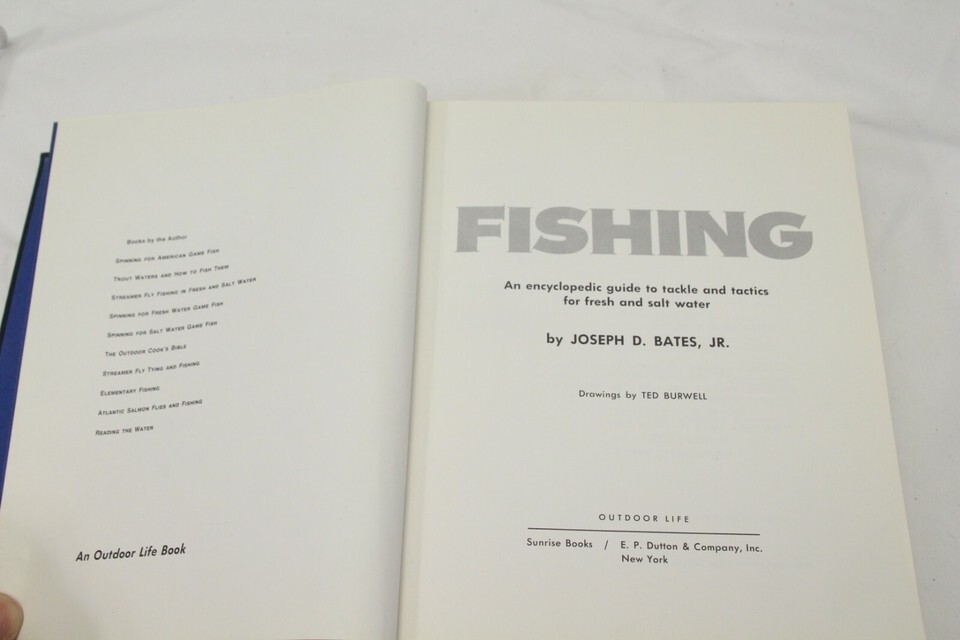 Books by the Author
SPINNING FOR AMERICAN GAME FISH
TROUT WATERS AND HOW TO FISH THEM
STREAMER FLY FISHING IN FRESH AND SALT WATER
SPINNING FOR FRESH WATER GAME FISH
SPINNING FOR SALT WATER GAME FISH
THE OUTDOOR COOK'S BIBLE
STREAMER FLY TYING AND FISHING
ELEMENTARY FISHING
ATLANTIC SALMON FLIES AND FISHING
READING THE WATER
An Outdoor Life Book
FISHING
An encyclopedic guide to tackle and tactics
for fresh and salt water
by JOSEPH D. BATES, JR.
Drawings by TED BURWELL
OUTDOOR LIFE
Sunrise Books / E. P. Dutton & Company, Inc.
New York